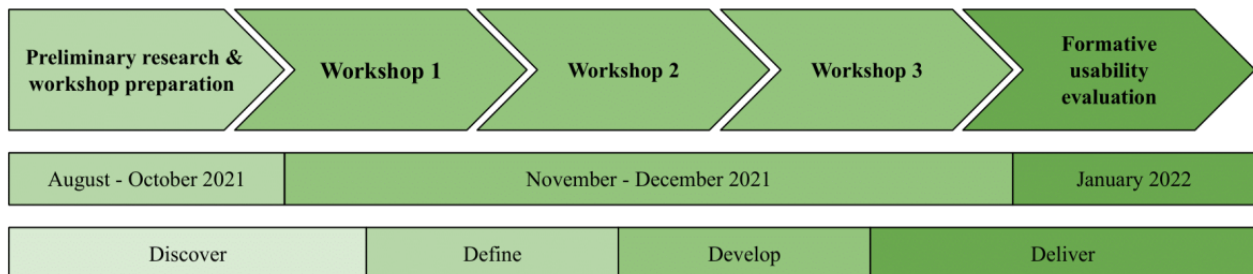 Preliminary research &
workshop preparation
Workshop 1
Workshop 2
Workshop 3
Formative
usability
evaluation
August - October 2021
November - December 2021
January 2022
Discover
Define
Develop
Deliver